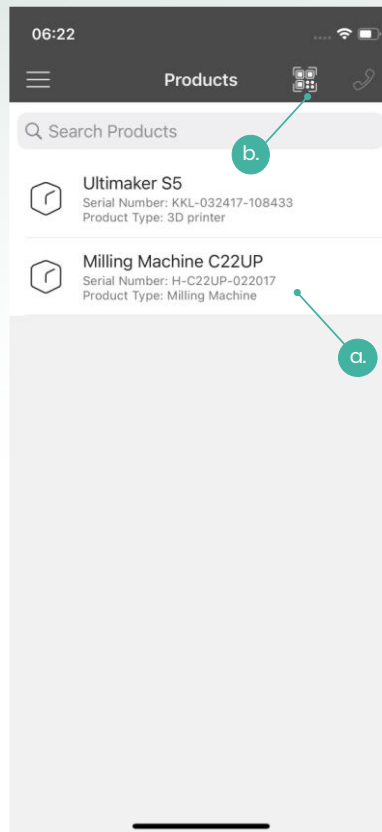 06:22
Products
Search Products
b.
Ultimaker S5
Serial Number: KKL-032417-108433
Product Type: 3D printer
Milling Machine C22UP
Serial Number: H-C22UP-022017
Product Type: Milling Machine
a.